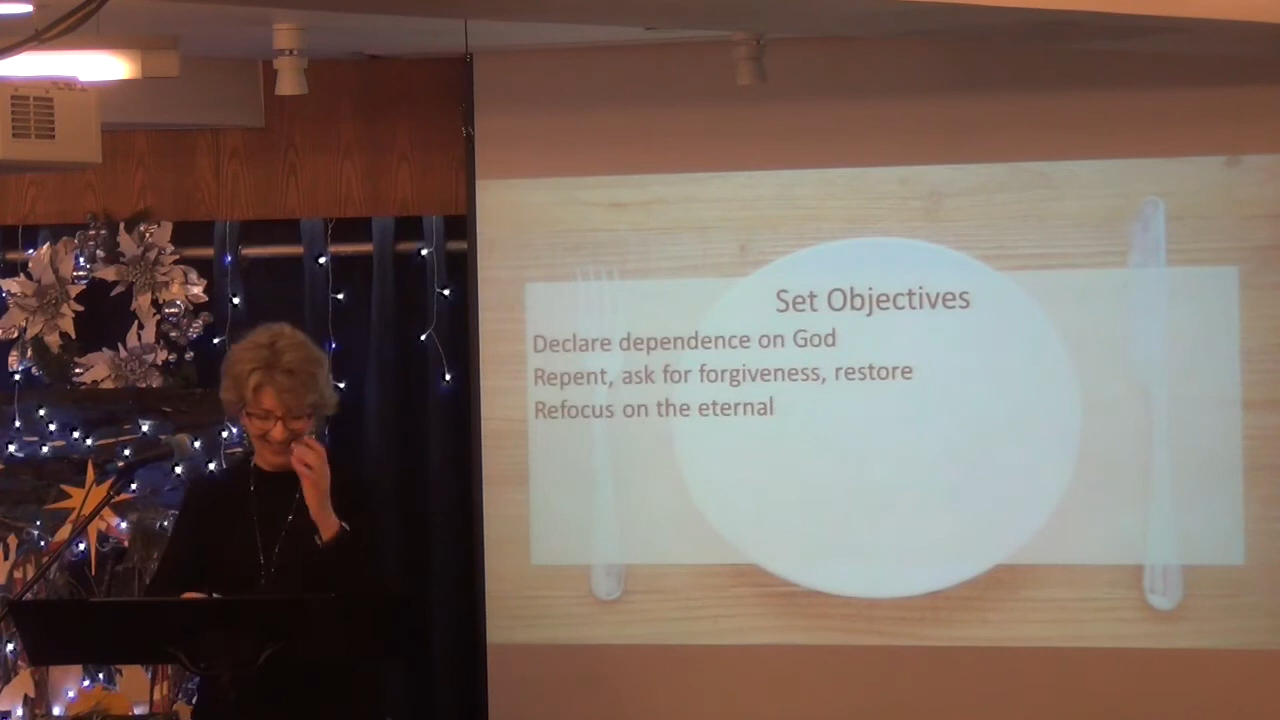 Set Objectives
Declare dependence on God
Repent, ask for forgiveness, restore
Refocus on the eternal